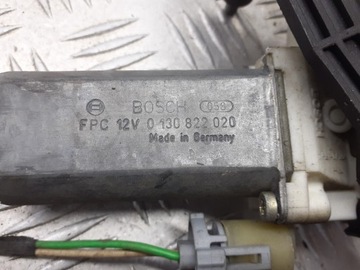 BOSCH
FPC 12V 0 130 822 020
Made in Germany